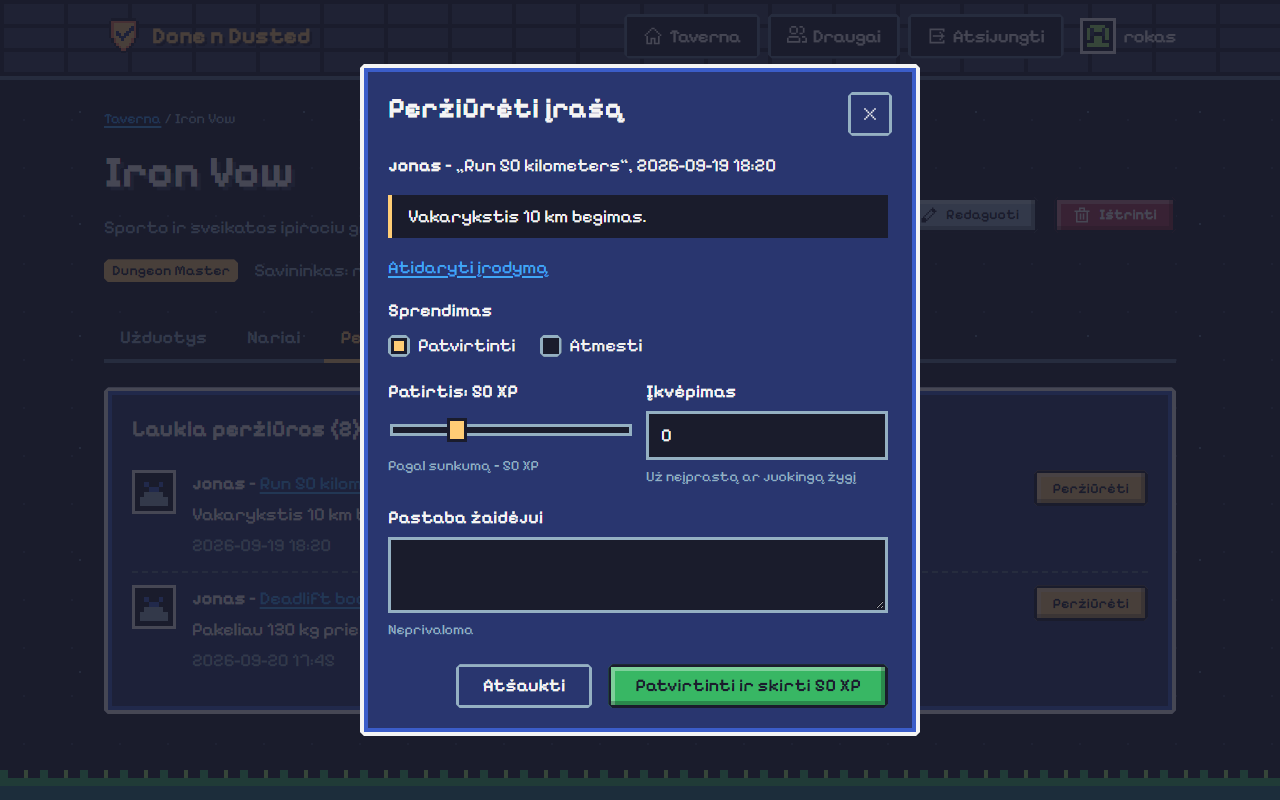 Done n Dusted
Taverna
Draugai
Atsijungti
rokas
Taverna / Iron Vow
Iron Vow
Sporto ir sveikatos ipirociu g
Redaguoti
Ištrinti
Dungeon Master
Savininkas: r
Užduotys
Nariai
Pe
Laukia peržiūros (2)
Jonas - Run 50 kilom
Vakarykstis 10 km b
2026-09-19 18:20
Peržiūrėti
Jonas - Deadlift bo
Pakeliau 130 kg prie
2026-09-20 17:45
Peržiūrėti
Peržiūrėti įrašą
Jonas - „Run 50 kilometers“, 2026-09-19 18:20
Vakarykstis 10 km begimas.
Atidaryti įrodymą
Sprendimas
Patvirtinti
Atmesti
Patirtis: 50 XP
Įkvėpimas
0
Pagal sunkumą - 50 XP
Už neįprastą ar juokingą žygį
Pastaba žaidėjui
Neprivaloma
Atšaukti
Patvirtinti ir skirti 50 XP